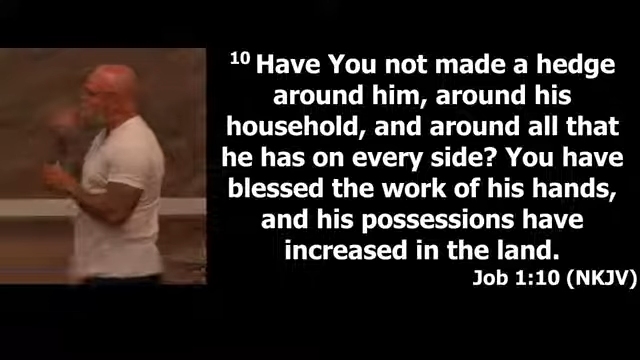 10 Have You not made a hedge
around him, around his
household, and around all that
he has on every side? You have
blessed the work of his hands,
and his possessions have
increased in the land.
Job 1:10 (NKJV)